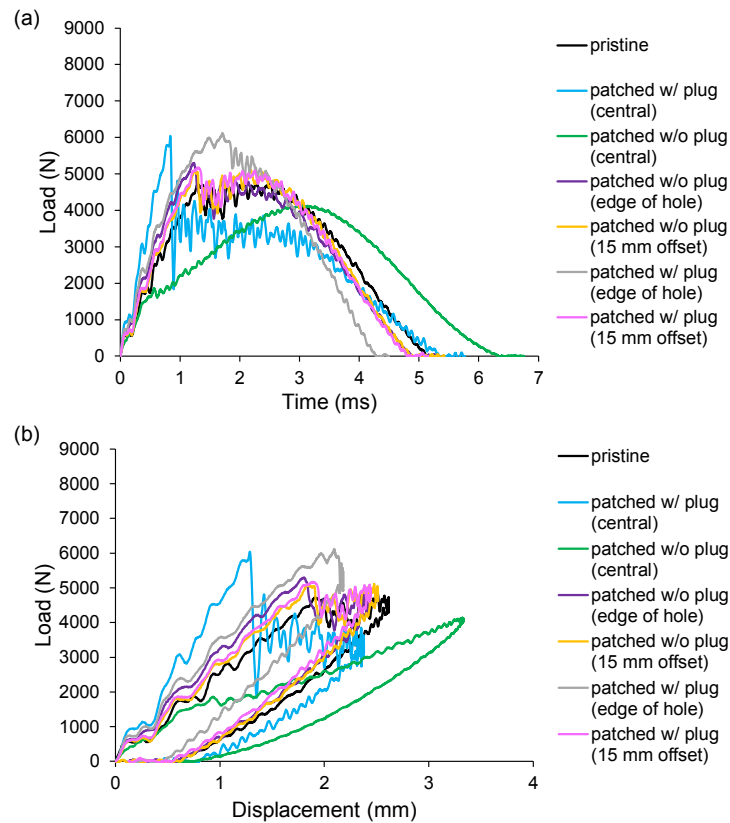 (a)
9000
8000
7000
6000
5000
4000
3000
2000
1000
0
Load (N)
0 1 2 3 4 5 6 7
Time (ms)
pristine
patched w/ plug
(central)
patched w/o plug
(central)
patched w/o plug
(edge of hole)
patched w/o plug
(15 mm offset)
patched w/ plug
(edge of hole)
patched w/ plug
(15 mm offset)
(b)
9000
8000
7000
6000
5000
4000
3000
2000
1000
0
Load (N)
0 1 2 3 4
Displacement (mm)
pristine
patched w/ plug
(central)
patched w/o plug
(central)
patched w/o plug
(edge of hole)
patched w/o plug
(15 mm offset)
patched w/ plug
(edge of hole)
patched w/ plug
(15 mm offset)